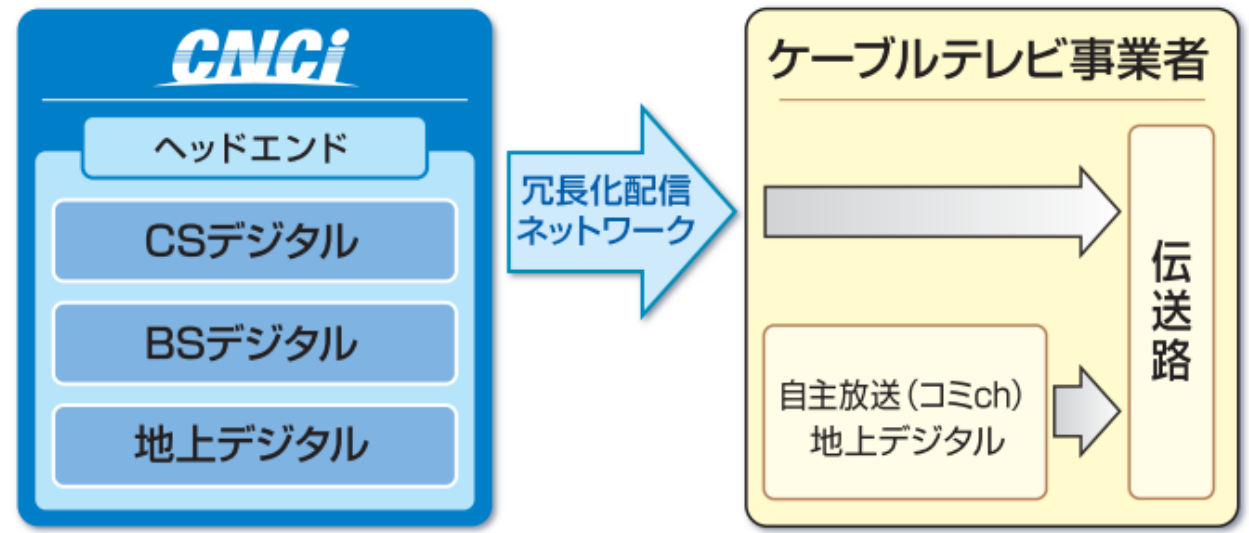 CNCi
ヘッドエンド
CSデジタル
BSデジタル
地上デジタル
冗長化配信
ネットワーク
ケーブルテレビ事業者
自主放送(コミch)
地上デジタル
伝送路